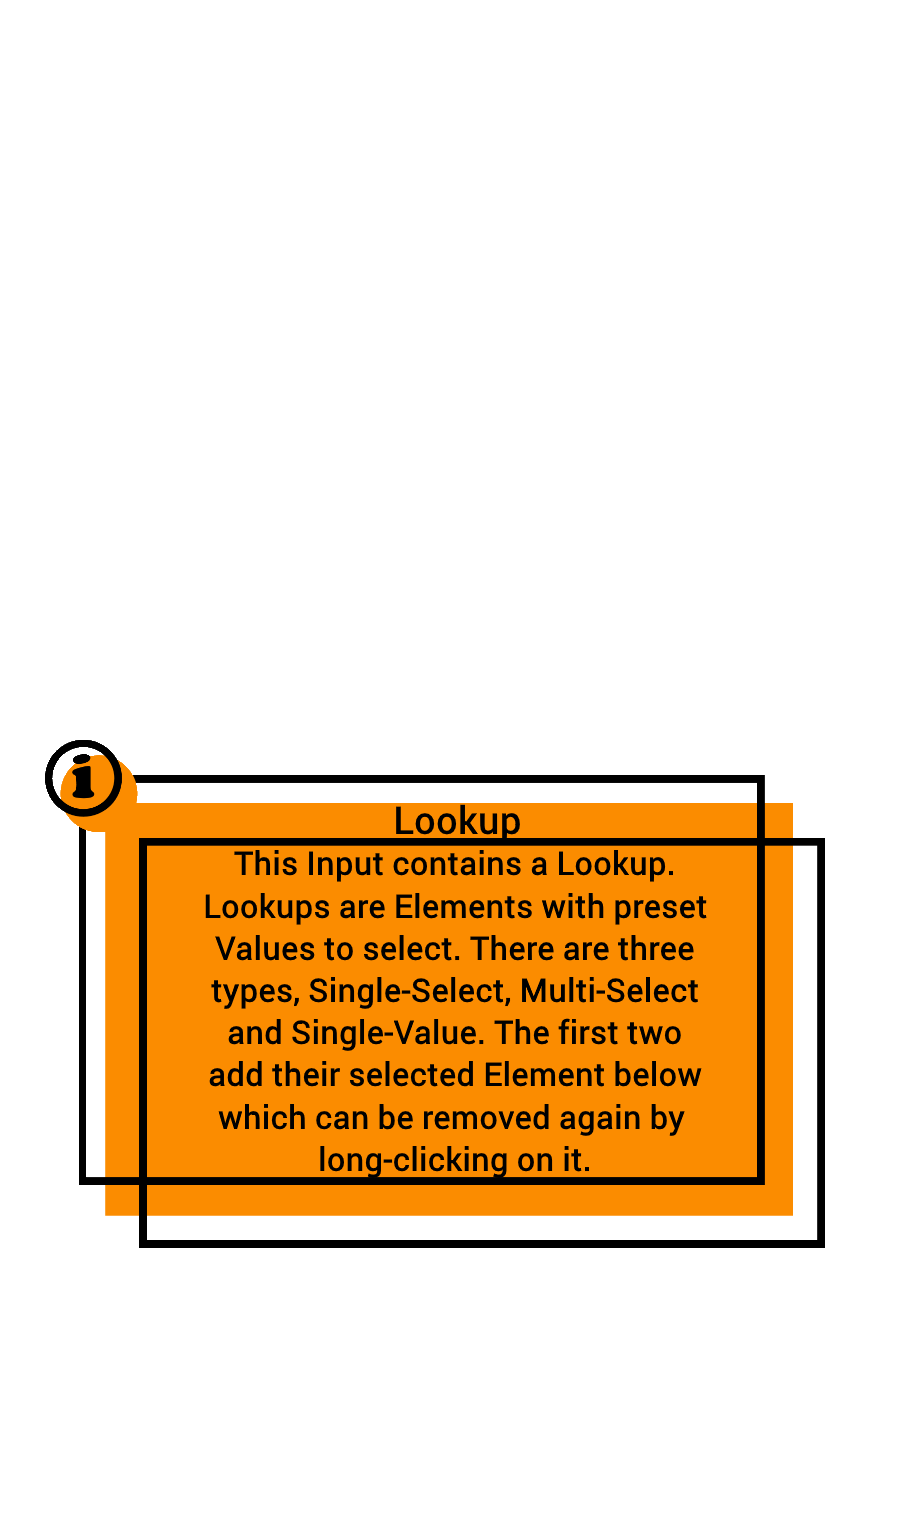 i
Lookup
This Input contains a Lookup.
Lookups are Elements with preset
Values to select. There are three
types, Single-Select, Multi-Select
and Single-Value. The first two
add their selected Element below
which can be removed again by
long-clicking on it.